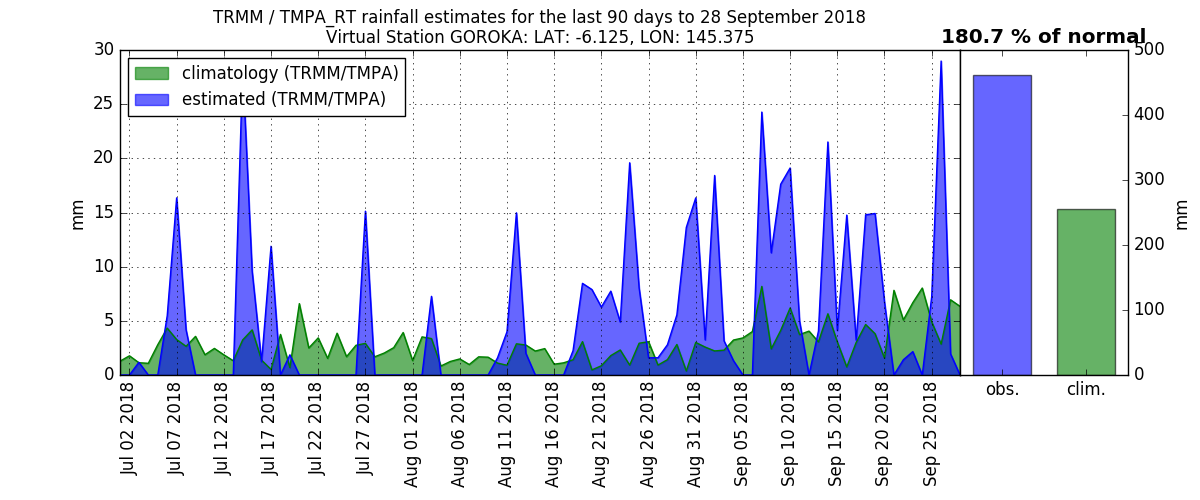 TRMM / TMPA_RT rainfall estimates for the last 90 days to 28 September 2018
Virtual Station GOROKA: LAT: -6.125, LON: 145.375
180.7 % of normal
climatology (TRMM/TMPA)
estimated (TRMM/TMPA)
30
25
20
15
10
5
0
mm
Jul 02 2018
Jul 07 2018
Jul 12 2018
Jul 17 2018
Jul 22 2018
Jul 27 2018
Aug 01 2018
Aug 06 2018
Aug 11 2018
Aug 16 2018
Aug 21 2018
Aug 26 2018
Aug 31 2018
Sep 05 2018
Sep 10 2018
Sep 15 2018
Sep 20 2018
Sep 25 2018
obs.
clim.
500
400
300
200
100
0
mm